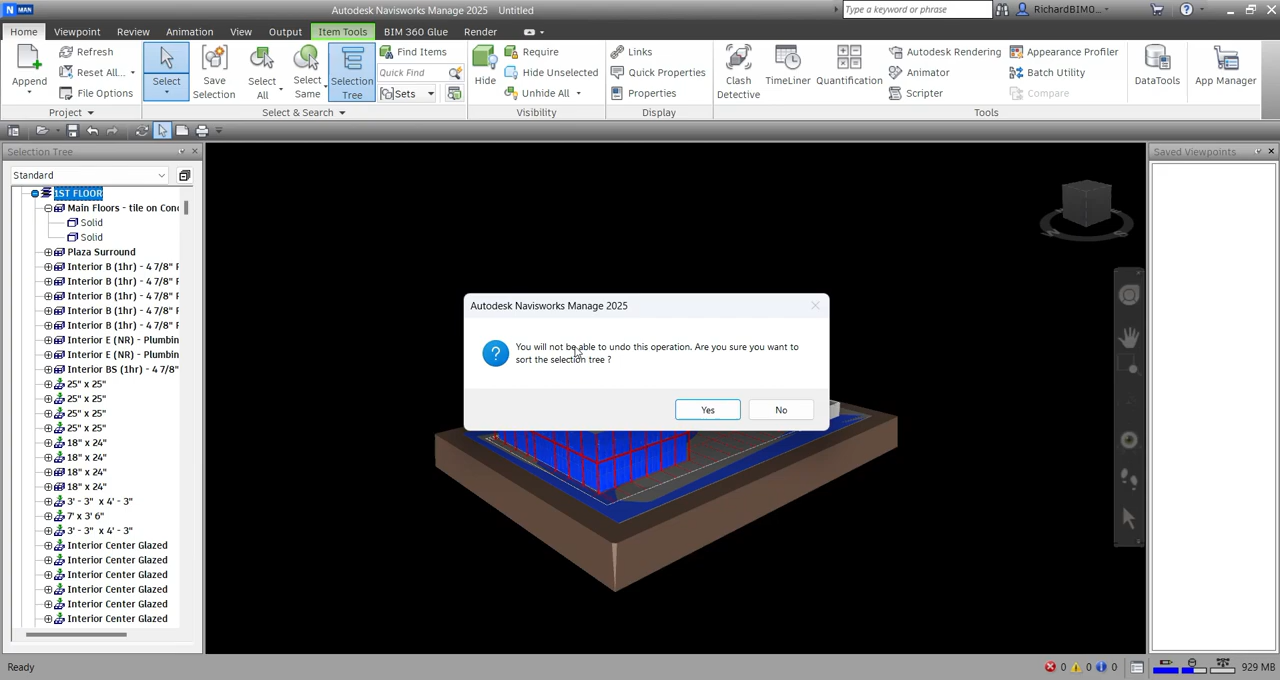 MAN
Autodesk Navisworks Manage 2025 Untitled
Type a keyword or phrase
RichardBIMO...
Home Viewpoint Review Animation View Output Item Tools BIM 360 Glue Render
Append
Refresh
Reset All...
File Options
Project
Select
Save Selection
Select All
Select Same
Selection Tree
Find Items
Quick Find
Sets
Select & Search
Hide
Require
Hide Unselected
Unhide All
Visibility
Links
Quick Properties
Properties
Display
Clash Detective
TimeLiner
Quantification
Autodesk Rendering
Animator
Scripter
Appearance Profiler
Batch Utility
Compare
Tools
DataTools
App Manager
Selection Tree
Standard
1ST FLOOR
Main Floors - tile on Conc
Solid
Solid
Plaza Surround
Interior B (1hr) - 4 7/8" P
Interior B (1hr) - 4 7/8" P
Interior B (1hr) - 4 7/8" P
Interior B (1hr) - 4 7/8" P
Interior B (1hr) - 4 7/8" P
Interior E (NR) - Plumbin
Interior E (NR) - Plumbin
Interior BS (1hr) - 4 7/8"
25" x 25"
25" x 25"
25" x 25"
25" x 25"
18" x 24"
18" x 24"
18" x 24"
18" x 24"
3' - 3" x 4' - 3"
7' x 3' 6"
3' - 3" x 4' - 3"
Interior Center Glazed
Interior Center Glazed
Interior Center Glazed
Interior Center Glazed
Interior Center Glazed
Interior Center Glazed
Autodesk Navisworks Manage 2025
You will not be able to undo this operation. Are you sure you want to
sort the selection tree ?
Yes
No
Saved Viewpoints
Ready
0 0 0
929 MB